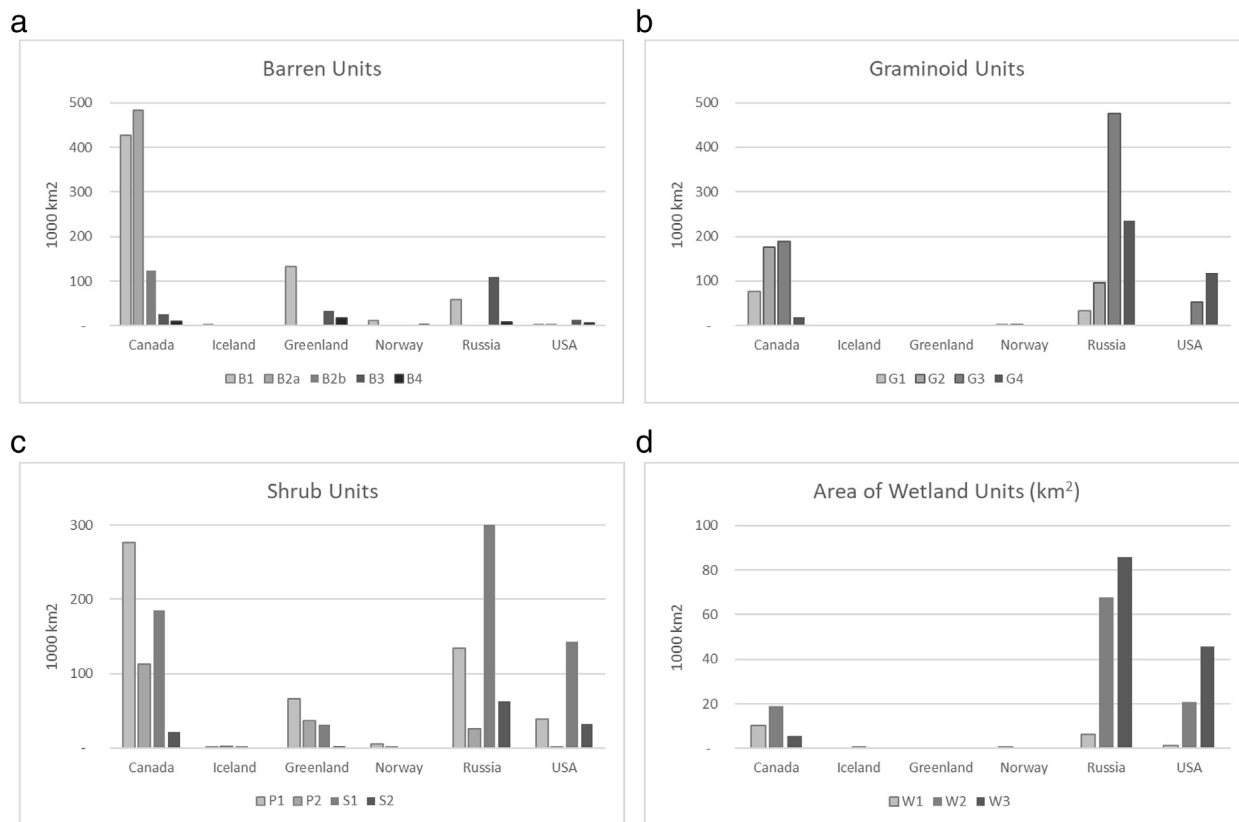 a
Barren Units
500
400
300
200
100
-
1000 km2
Canada Iceland Greenland Norway Russia USA
B1 B2a B2b B3 B4
b
Graminoid Units
500
400
300
200
100
-
1000 km2
Canada Iceland Greenland Norway Russia USA
G1 G2 G3 G4
c
Shrub Units
300
200
100
-
1000 km2
Canada Iceland Greenland Norway Russia USA
P1 P2 S1 S2
d
Area of Wetland Units (km²)
100
80
60
40
20
-
1000 km2
Canada Iceland Greenland Norway Russia USA
W1 W2 W3